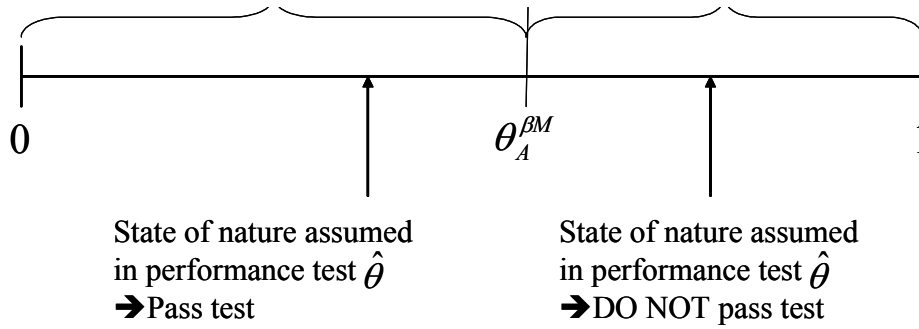 0 θ_A^{βM}
State of nature assumed
in performance test θ̂
➔Pass test
State of nature assumed
in performance test θ̂
➔DO NOT pass test